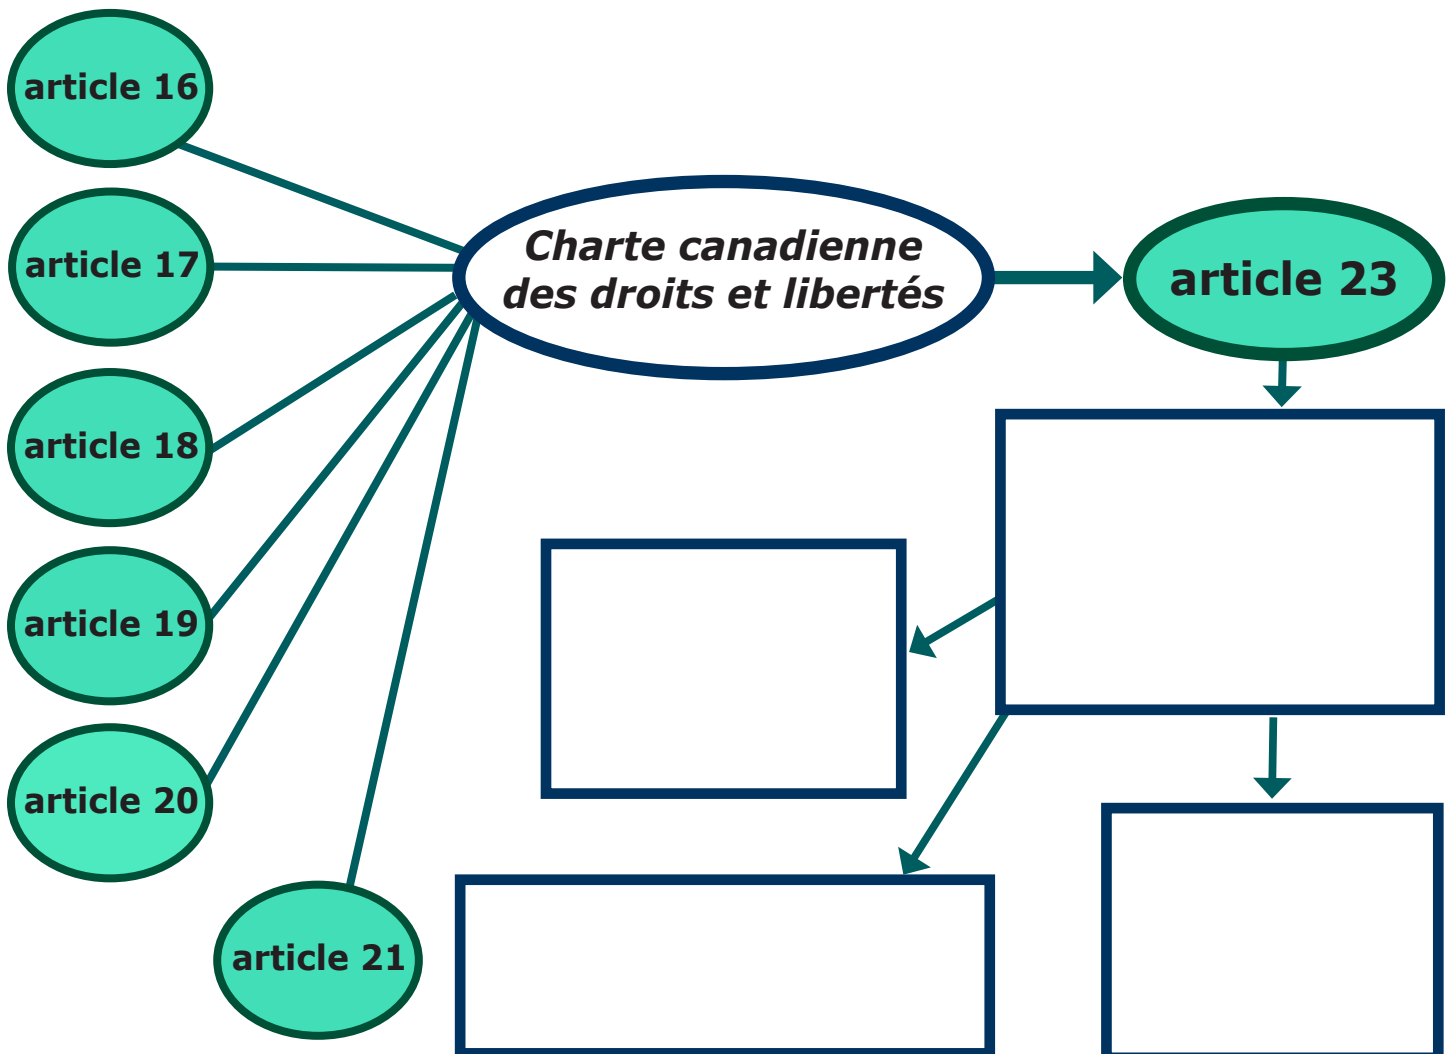 article 16
article 17
article 18
article 19
article 20
article 21
Charte canadienne
des droits et libertés
article 23